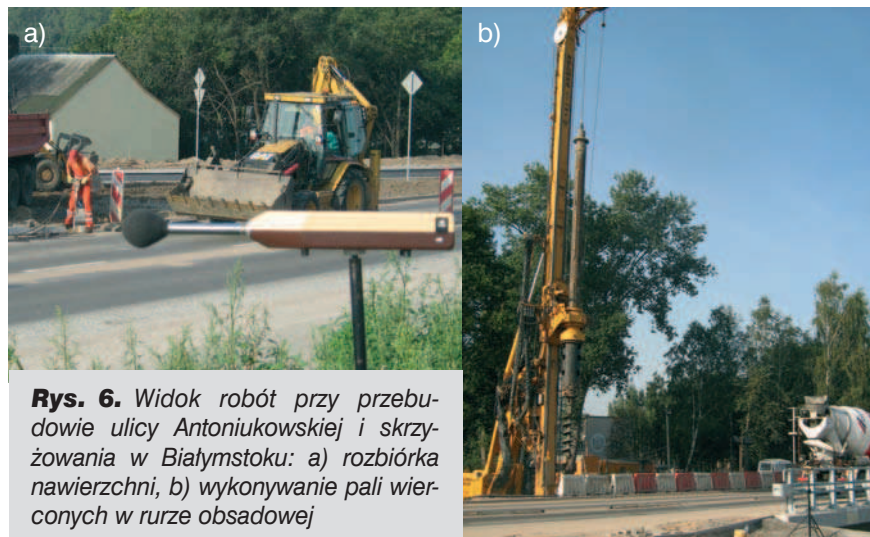 a)
b)
Rys. 6. Widok robót przy przebu-
dowie ulicy Antoniukowskiej i skrzy-
żowania w Białymstoku: a) rozbiórka
nawierzchni, b) wykonywanie pali wier-
conych w rurze obsadowej